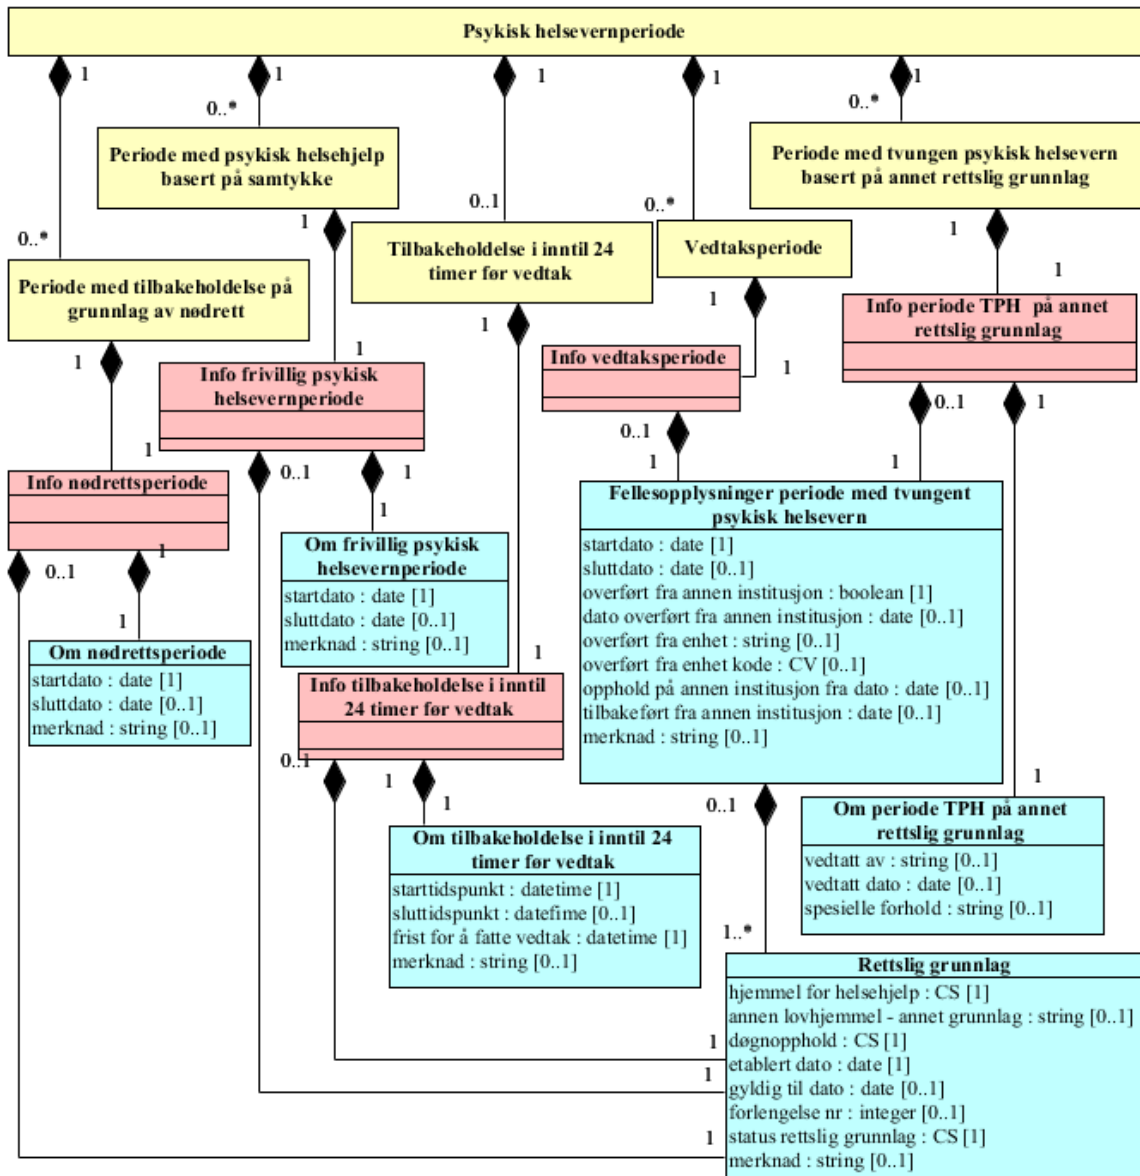 Psykisk helsevernperiode
1
1
1
1
1
0..*
0..*
Periode med psykisk helsehjelp
basert på samtykke
Periode med tvungen psykisk helsevern
basert på annet rettslig grunnlag
0..1
0..*
1
1
0..*
Tilbakeholdelse i inntil 24
timer før vedtak
Vedtaksperiode
Periode med tilbakeholdelse på
grunnlag av nødrett
1
1
1
Info periode TPH på annet
rettslig grunnlag
1
1
1
Info frivillig psykisk
helsevernperiode
Info vedtaksperiode
1
0..1
1
0..1
1
1
1
Info nødrettsperiode
0..1
1
1
Fellesopplysninger periode med tvungent
psykisk helsevern
startdato : date [1]
sluttdato : date [0..1]
overført fra annen institusjon : boolean [1]
dato overført fra annen institusjon : date [0..1]
overført fra enhet : string [0..1]
overført fra enhet kode : CV [0..1]
opphold på annen institusjon fra dato : date [0..1]
tilbakeført fra annen institusjon : date [0..1]
merknad : string [0..1]
Om frivillig psykisk
helsevernperiode
startdato : date [1]
sluttdato : date [0..1]
merknad : string [0..1]
0..1
1
1
Om nødrettsperiode
startdato : date [1]
sluttdato : date [0..1]
merknad : string [0..1]
1
Info tilbakeholdelse i inntil
24 timer før vedtak
0..1
1
1
0..1
1
Om periode TPH på annet
rettslig grunnlag
vedtatt av : string [0..1]
vedtatt dato : date [0..1]
spesielle forhold : string [0..1]
Om tilbakeholdelse i inntil 24
timer før vedtak
starttidspunkt : datetime [1]
sluttidspunkt : datefime [0..1]
frist for å fatte vedtak : datetime [1]
merknad : string [0..1]
1..*
Rettslig grunnlag
hjemmel for helsehjelp : CS [1]
annen lovhjemmel - annet grunnlag : string [0..1]
døgnopphold : CS [1]
etablert dato : date [1]
gyldig til dato : date [0..1]
forlengelse nr : integer [0..1]
status rettslig grunnlag : CS [1]
merknad : string [0..1]
1
1
1